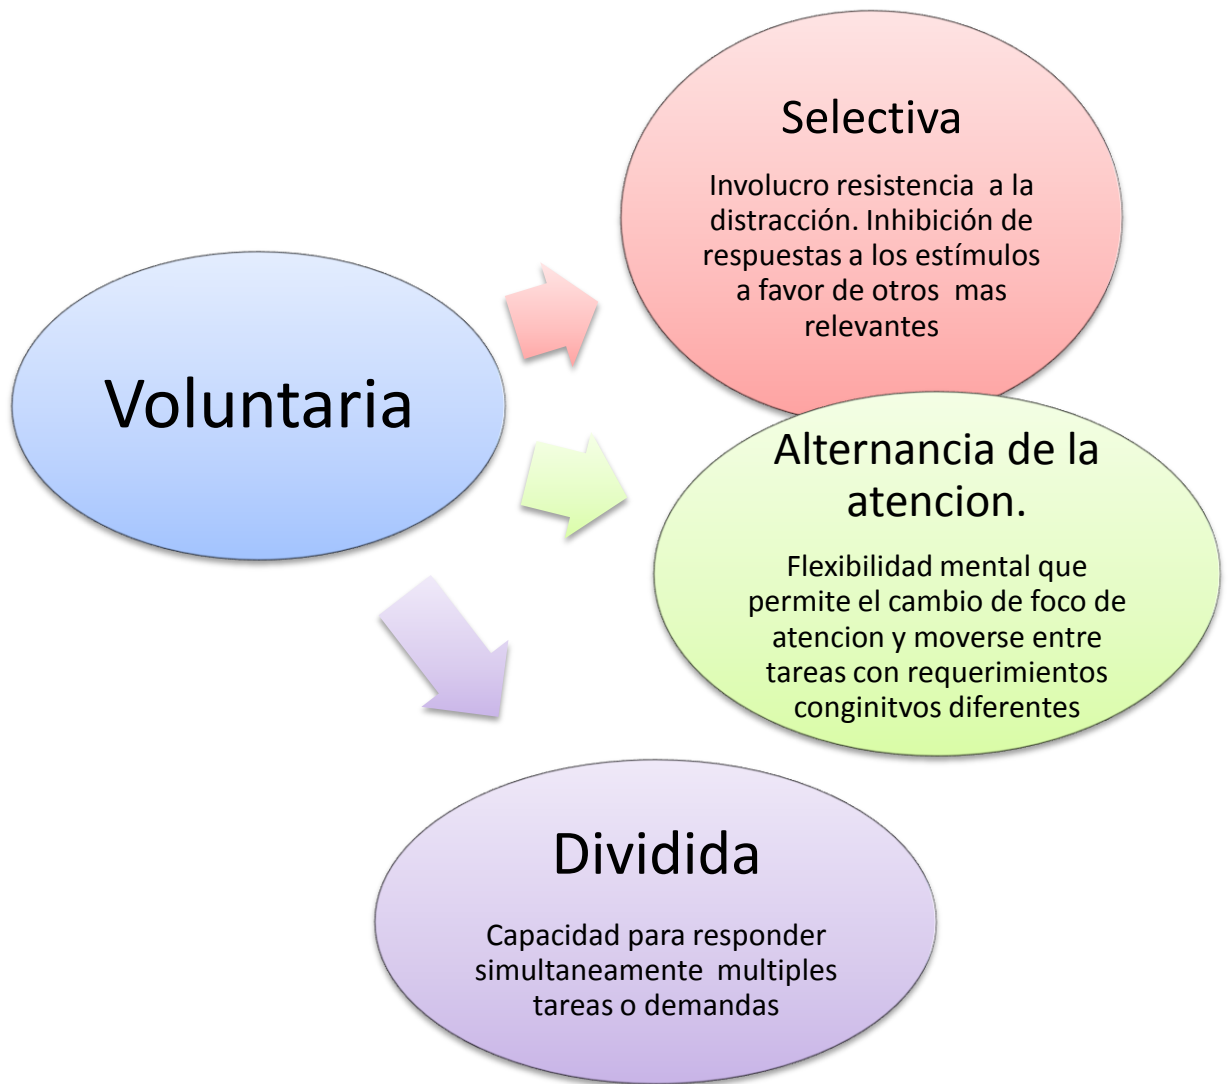 Voluntaria
Selectiva
Involucro resistencia a la
distracción. Inhibición de
respuestas a los estímulos
a favor de otros mas
relevantes
Alternancia de la
atencion.
Flexibilidad mental que
permite el cambio de foco de
atencion y moverse entre
tareas con requerimientos
conginitvos diferentes
Dividida
Capacidad para responder
simultaneamente multiples
tareas o demandas